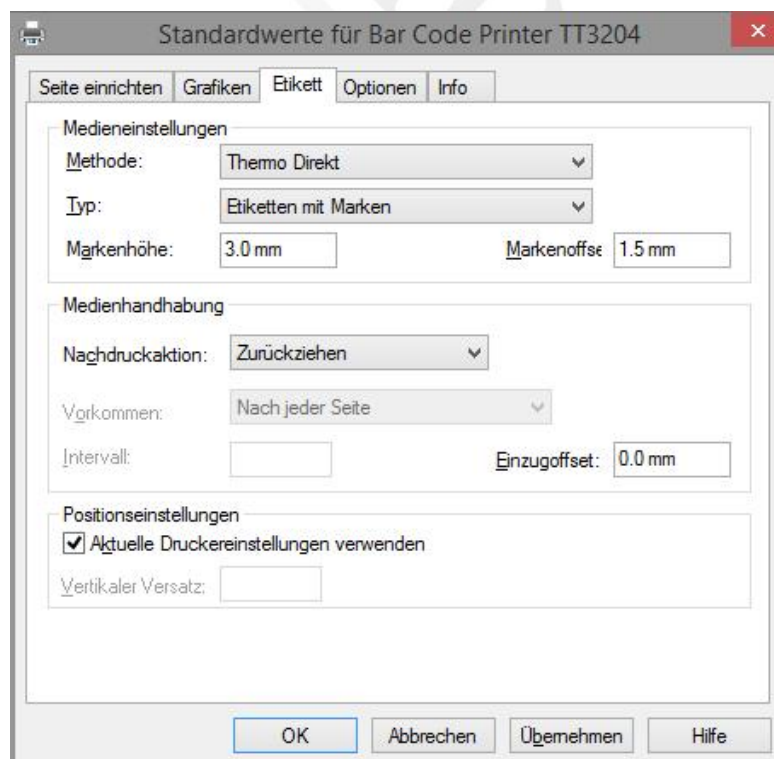 Standardwerte für Bar Code Printer TT3204
Seite einrichten Grafiken Etikett Optionen Info
Medieneinstellungen
Methode: Thermo Direkt
Typ: Etiketten mit Marken
Markenhöhe: 3.0 mm Markenoffse 1.5 mm
Medienhandhabung
Nachdruckaktion: Zurückziehen
Vorkommen: Nach jeder Seite
Intervall: Einzugoffset: 0.0 mm
Positionseinstellungen
Aktuelle Druckereinstellungen verwenden
Vertikaler Versatz:
OK Abbrechen Übernehmen Hilfe